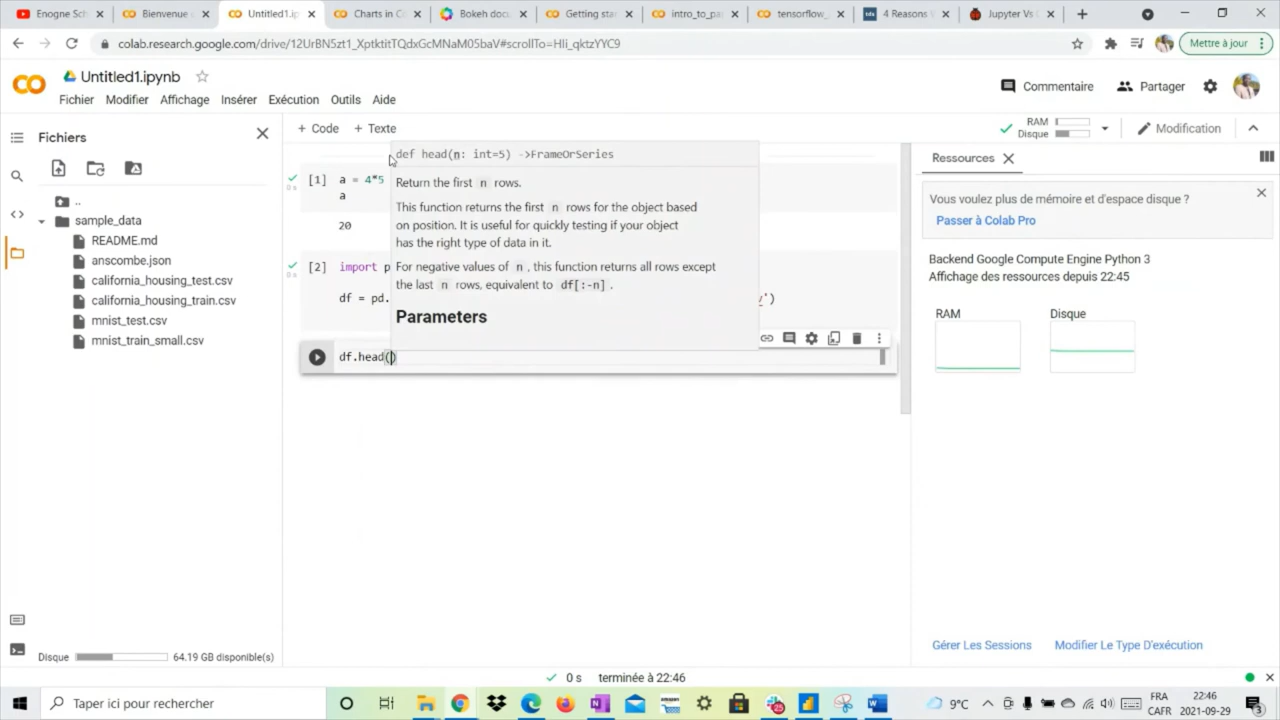 Enogne Sch
Bienvenue
Untitled1.ip
Charts in C
Bokeh doc
Getting sta
intro_to_pa
tensorflow_
4 Reasons V
Jupyter Vs
colab.research.google.com/drive/12UrBN5zt1_XptktitTQdxGcMNaM05baV#scrollTo=HIi_qktzYYC9
Mettre à jour
Untitled1.ipynb
Commentaire
Partager
Fichier Modifier Affichage Insérer Exécution Outils Aide
Fichiers
+ Code + Texte
RAM
Disque
Modification
Ressources
def head(n: int=5) ->FrameOrSeries
[1] a = 4*5
a
20
Return the first n rows.
This function returns the first n rows for the object based
on position. It is useful for quickly testing if your object
has the right type of data in it.
For negative values of n, this function returns all rows except
the last n rows, equivalent to df[:-n].
Parameters
[2] import p
df = pd.
')
df.head()
..
sample_data
README.md
anscombe.json
california_housing_test.csv
california_housing_train.csv
mnist_test.csv
mnist_train_small.csv
Vous voulez plus de mémoire et d'espace disque ?
Passer à Colab Pro
Backend Google Compute Engine Python 3
Affichage des ressources depuis 22:45
RAM Disque
Gérer Les Sessions Modifier Le Type D'exécution
Disque 64.19 GB disponible(s)
0 s terminée à 22:46
Taper ici pour rechercher
25
9°C
FRA
CAFR
22:46
2021-09-29
3